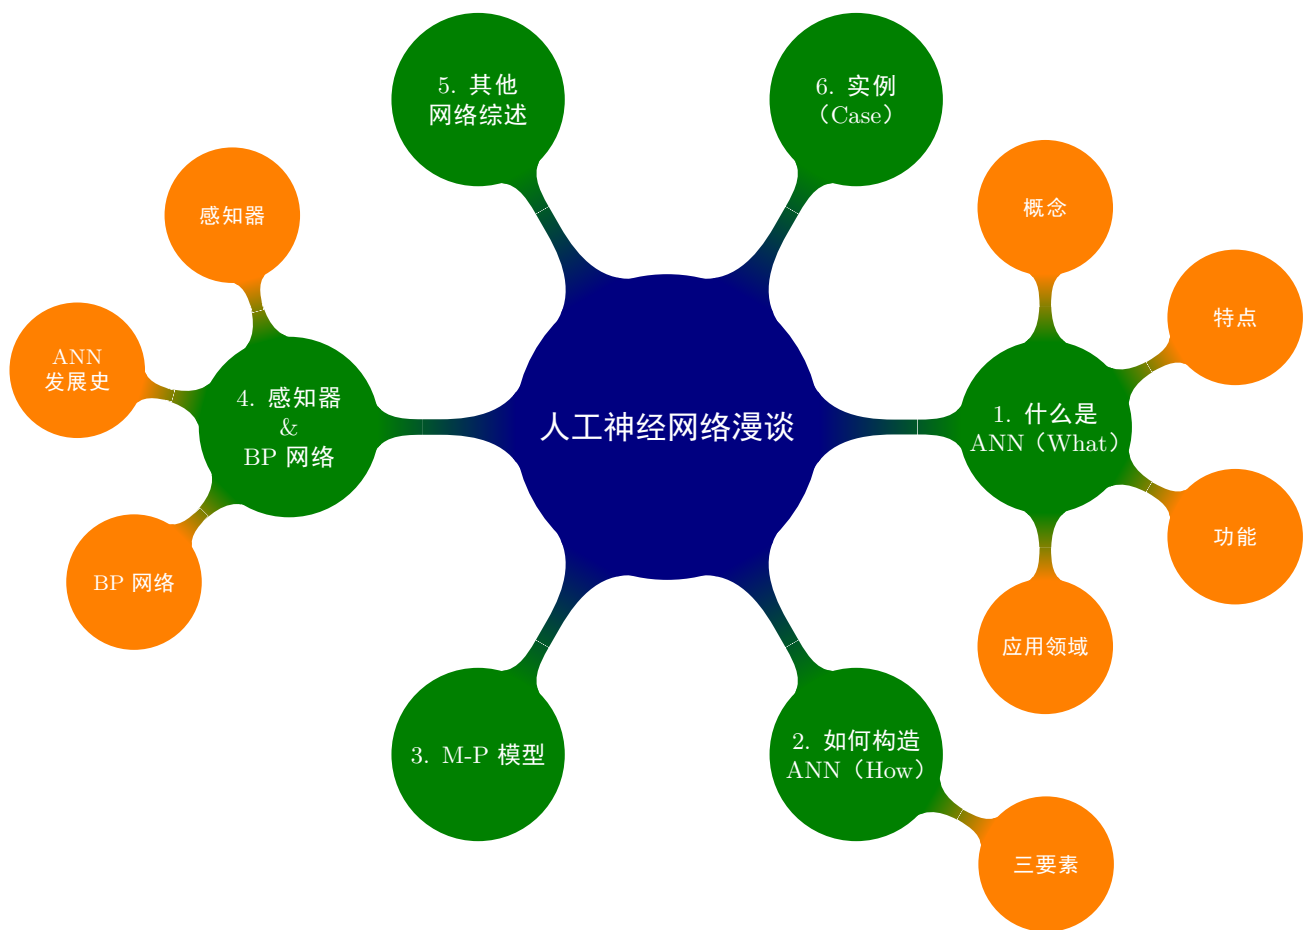 人工神经网络漫谈
1. 什么是
ANN（What）
概念
特点
功能
应用领域
2. 如何构造
ANN（How）
三要素
3. M-P 模型
4. 感知器
&
BP 网络
感知器
ANN
发展史
BP 网络
5. 其他
网络综述
6. 实例
（Case）